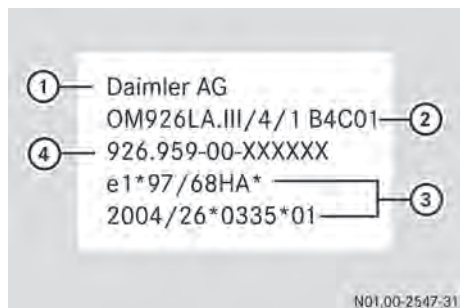 1 Daimler AG
OM926LA.III/4/1 B4C01 2
4 926.959-00-XXXXXX
e1*97/68HA*
3
2004/26*0335*01
N01.00-2547-31